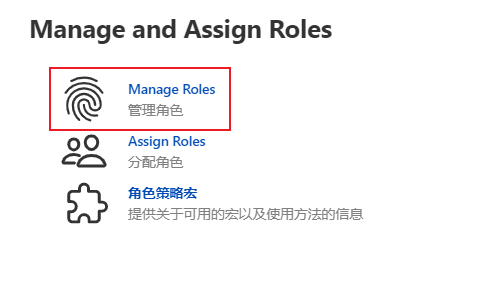 Manage and Assign Roles
Manage Roles
管理角色
Assign Roles
分配角色
角色策略宏
提供关于可用的宏以及使用方法的信息